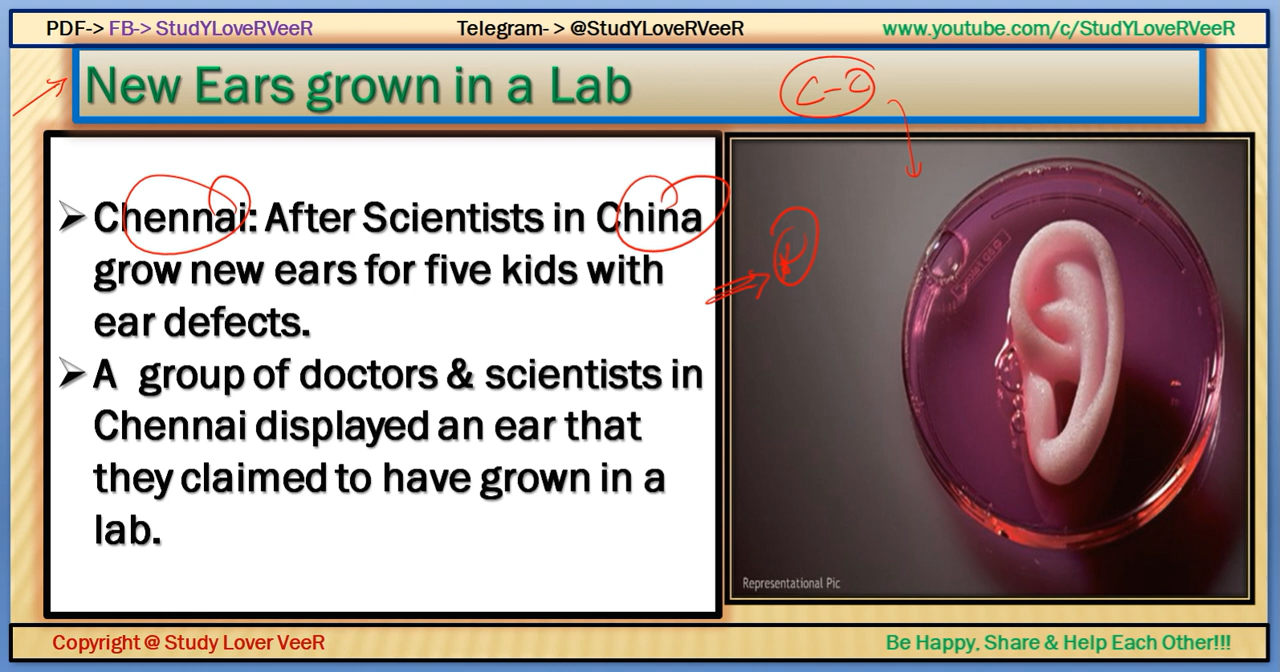 PDF-> FB-> StudYLoveRVeeR
Telegram- > @StudYLoveRVeeR
www.youtube.com/c/StudYLoverVeeR
New Ears grown in a Lab
➢ Chennai: After Scientists in China
grow new ears for five kids with
ear defects.
➢ A group of doctors & scientists in
Chennai displayed an ear that
they claimed to have grown in a
lab.
Representational Pic
Copyright @ Study Lover VeeR
Be Happy, Share & Help Each Other!!!